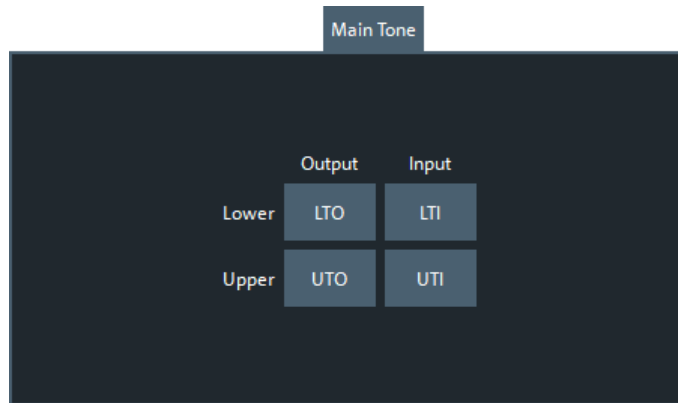 Main Tone
Output Input
Lower LTO LTI
Upper UTO UTI